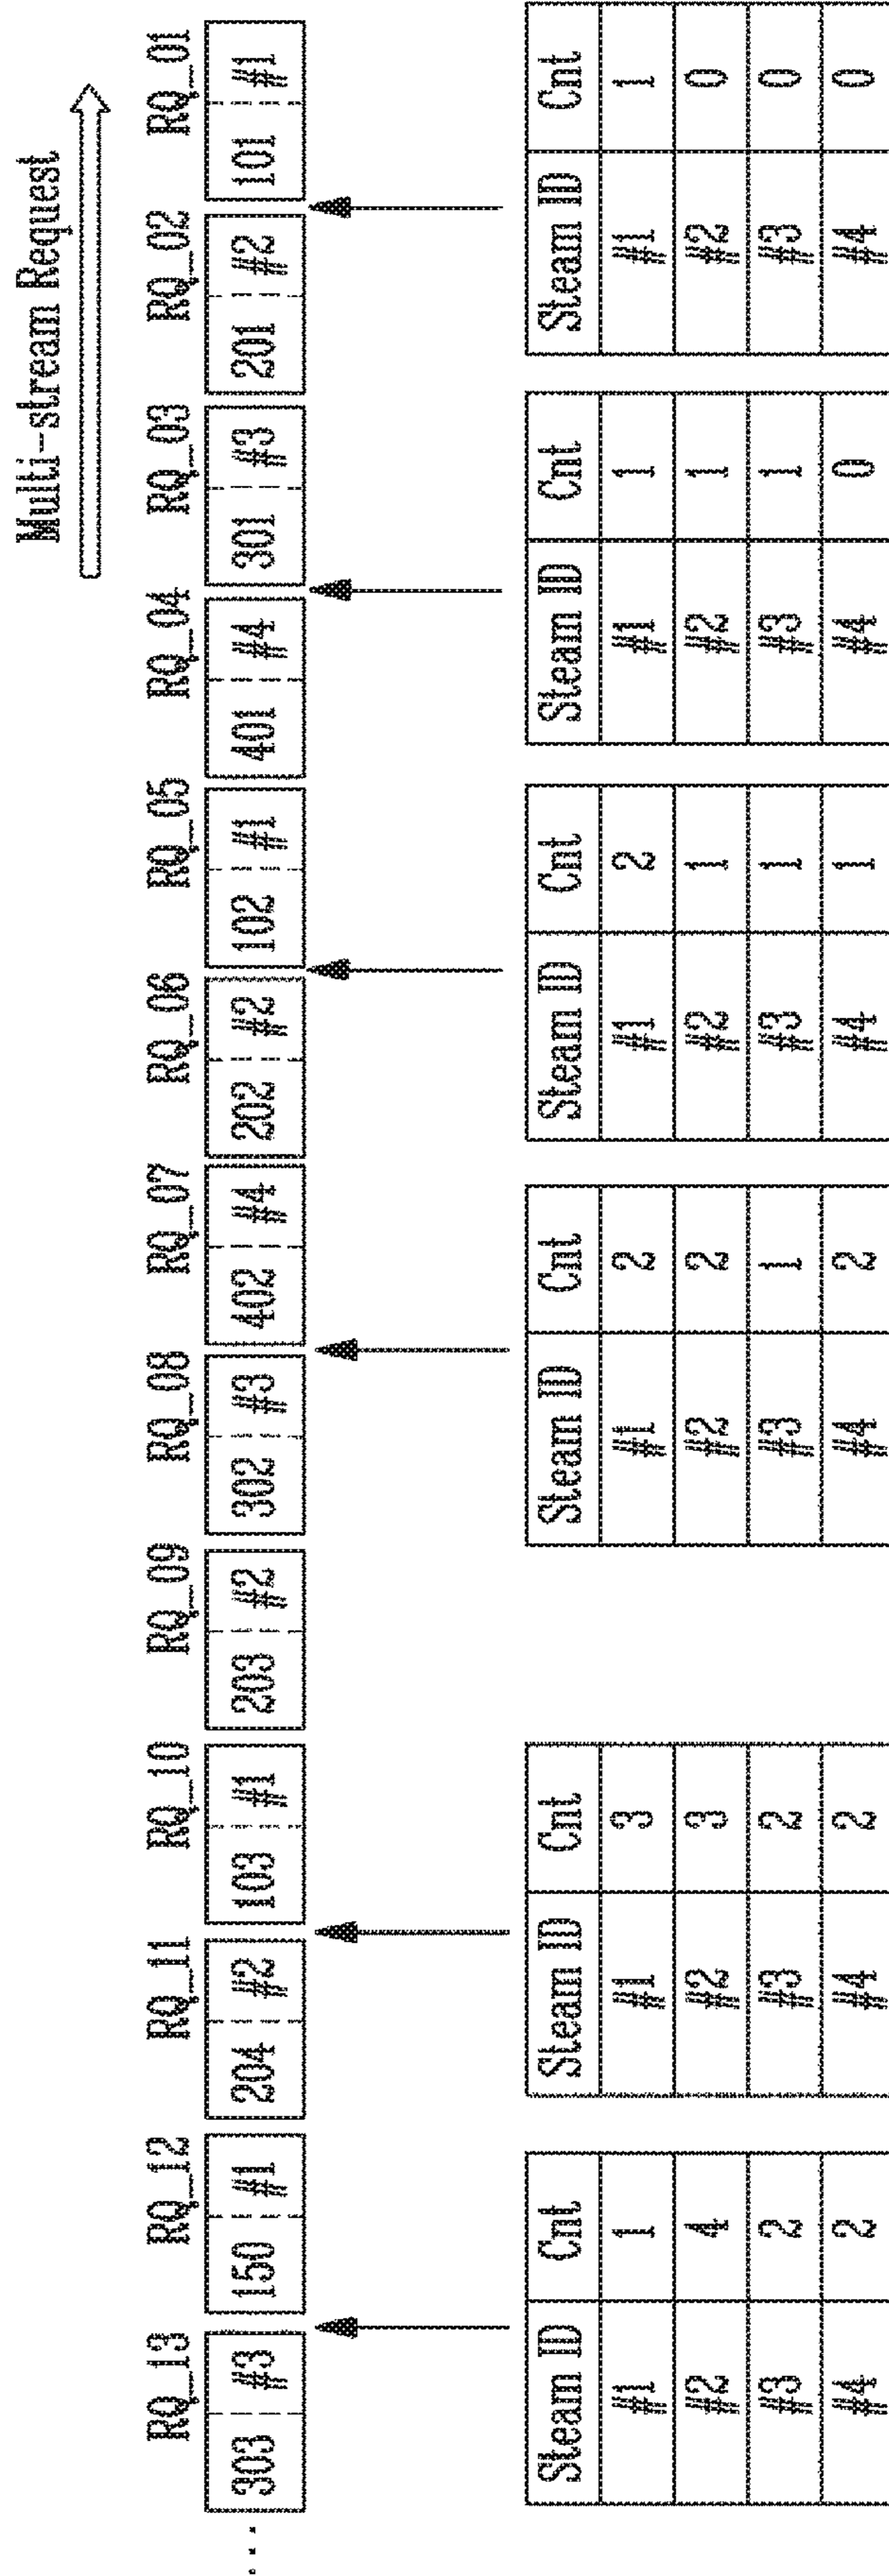 Multi-stream Request
RQ_13 RQ_12 RQ_11 RQ_10 RQ_09 RQ_08 RQ_07 RQ_06 RQ_05 RQ_04 RQ_03 RQ_02 RQ_01
... 303 #3 150 #1 204 #2 103 #1 203 #2 302 #3 402 #4 202 #2 102 #1 401 #4 301 #3 201 #2 101 #1
Steam ID Cnt
#1 1
#2 4
#3 2
#4 2
Steam ID Cnt
#1 3
#2 3
#3 2
#4 2
Steam ID Cnt
#1 2
#2 2
#3 1
#4 2
Steam ID Cnt
#1 2
#2 1
#3 1
#4 1
Steam ID Cnt
#1 1
#2 1
#3 1
#4 0
Steam ID Cnt
#1 1
#2 0
#3 0
#4 0